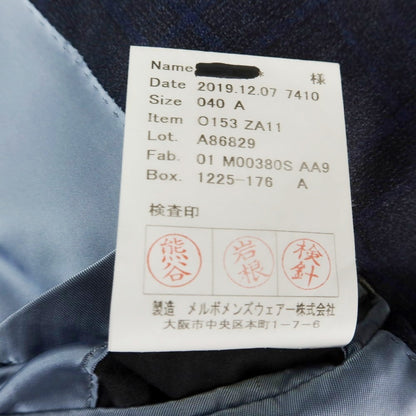 Name 様
Date 2019.12.07 7410
Size 040 A
Item O153 ZA11
Lot. A86829
Fab. 01 M00380S AA9
Box. 1225-176 A
検査印
熊谷 岩根 検針
製造 メルボメンズウェアー株式会社
大阪市中央区本町1-7-6